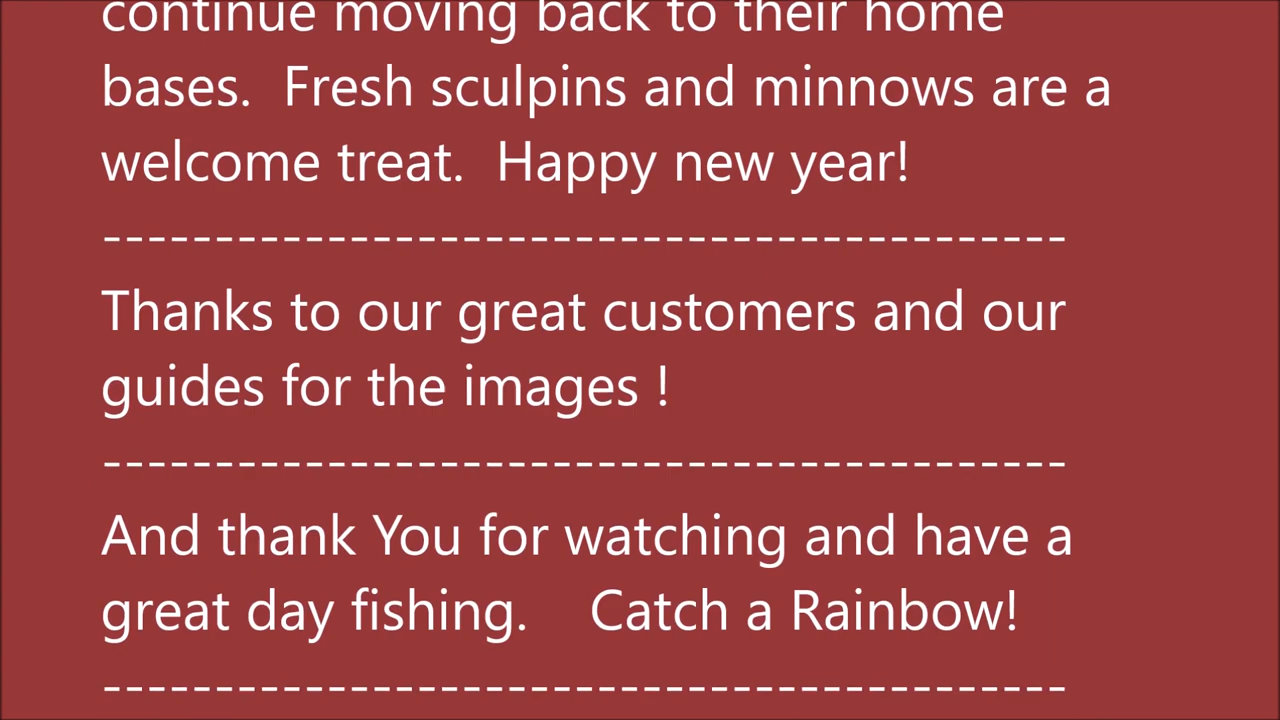 continue moving back to their home
bases.  Fresh sculpins and minnows are a
welcome treat.  Happy new year!
-------------------------------------------
Thanks to our great customers and our
guides for the images !
-------------------------------------------
And thank You for watching and have a
great day fishing.    Catch a Rainbow!
-------------------------------------------